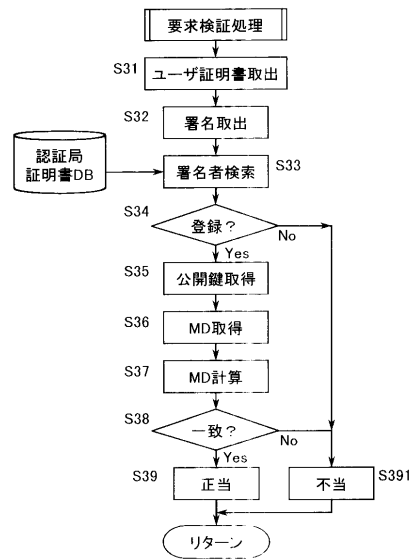 要求検証処理
S31
ユーザ証明書取出
S32
署名取出
認証局
証明書DB
S33
署名者検索
S34
登録？
No
Yes
S35
公開鍵取得
S36
MD取得
S37
MD計算
S38
一致？
No
Yes
S39
正当
S391
不当
リターン